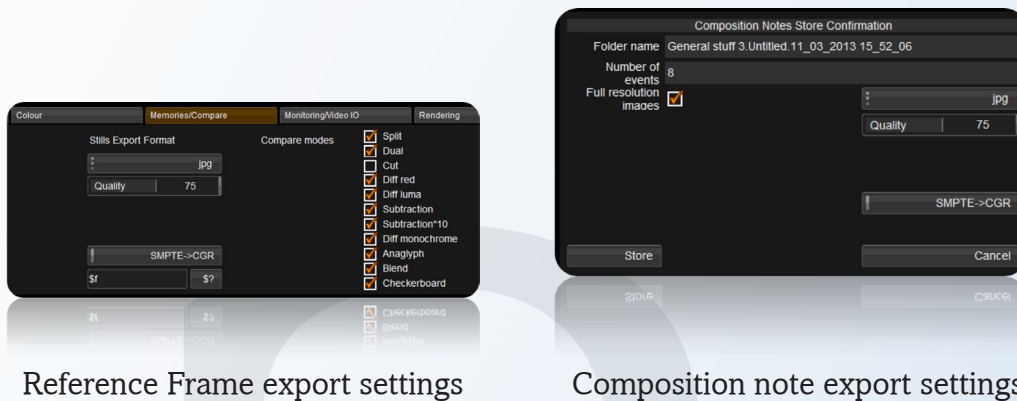 Colour
Memories/Compare
Monitoring/Video IO
Rendering
Stills Export Format
jpg
Quality 75
SMPTE->CGR
$f $?
Compare modes
Split
Dual
Cut
Diff red
Diff luma
Subtraction
Subtraction*10
Diff monochrome
Anaglyph
Blend
Checkerboard
Reference Frame export settings
Composition Notes Store Confirmation
Folder name General stuff 3.Untitled.11_03_2013 15_52_06
Number of
events 8
Full resolution
images
jpg
Quality 75
SMPTE->CGR
Store Cancel
Composition note export settings